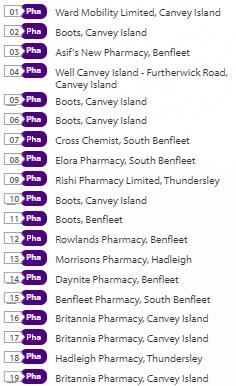 01 Pha Ward Mobility Limited, Canvey Island
02 Pha Boots, Canvey Island
03 Pha Asif's New Pharmacy, Benfleet
04 Pha Well Canvey Island - Furtherwick Road,
Canvey Island
05 Pha Boots, Canvey Island
06 Pha Boots, Canvey Island
07 Pha Cross Chemist, South Benfleet
08 Pha Elora Pharmacy, South Benfleet
09 Pha Rishi Pharmacy Limited, Thundersley
10 Pha Boots, Canvey Island
11 Pha Boots, Benfleet
12 Pha Rowlands Pharmacy, Benfleet
13 Pha Morrisons Pharmacy, Hadleigh
14 Pha Daynite Pharmacy, Benfleet
15 Pha Benfleet Pharmacy, South Benfleet
16 Pha Britannia Pharmacy, Canvey Island
17 Pha Britannia Pharmacy, Canvey Island
18 Pha Hadleigh Pharmacy, Thundersley
19 Pha Britannia Pharmacy, Canvey Island